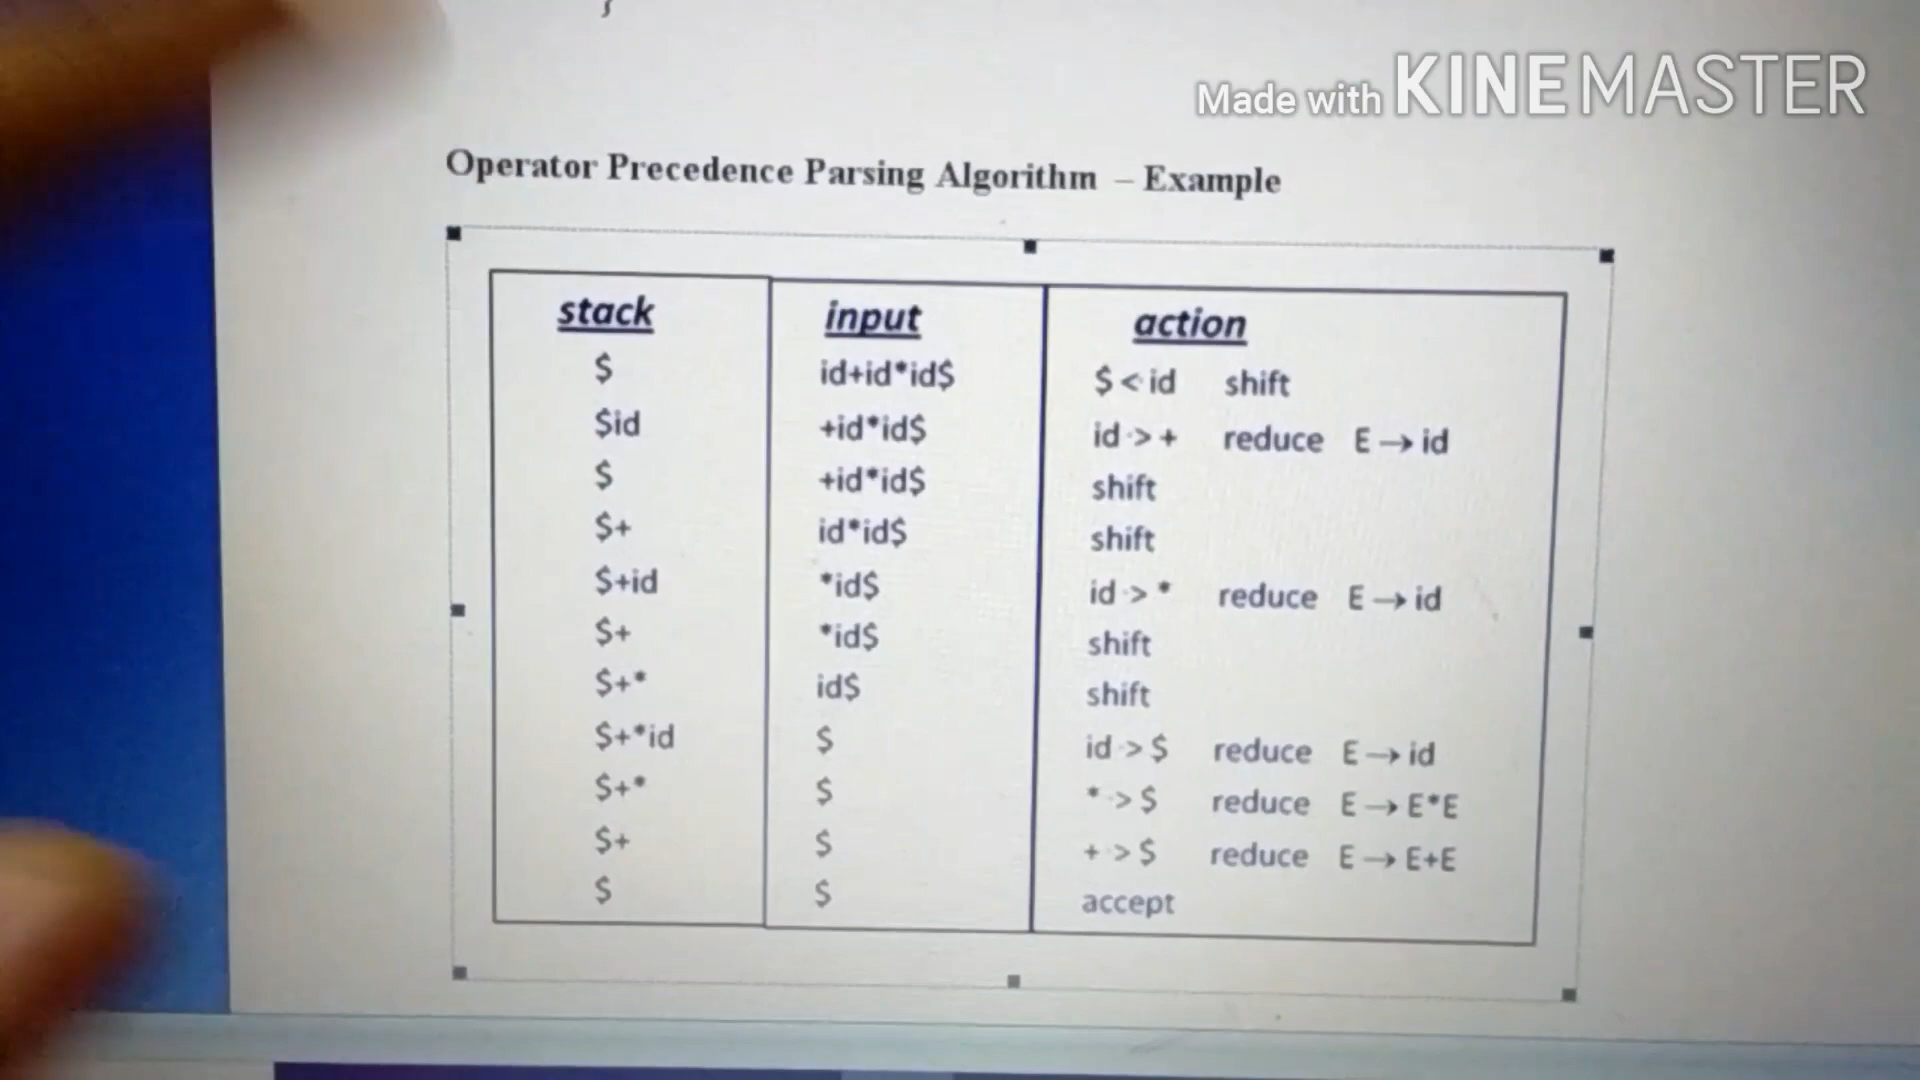 Made with KINEMASTER
Operator Precedence Parsing Algorithm – Example
stack input action
$ id+id*id$ $ <· id shift
$id +id*id$ id ·> + reduce E → id
$ +id*id$ shift
$+ id*id$ shift
$+id *id$ id ·> * reduce E → id
$+ *id$ shift
$+* id$ shift
$+*id $ id ·> $ reduce E → id
$+* $ * ·> $ reduce E → E*E
$+ $ + ·> $ reduce E → E+E
$ $ accept